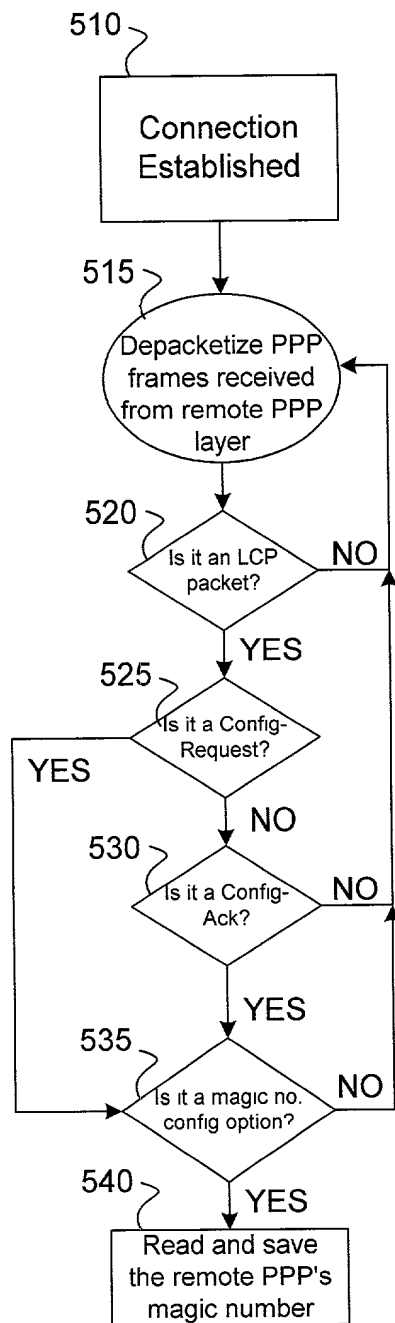 510
Connection
Established
515
Depacketize PPP
frames received
from remote PPP
layer
520
Is it an LCP
packet?
NO
YES
525
Is it a Config-
Request?
YES
NO
530
Is it a Config-
Ack?
NO
YES
535
Is it a magic no.
config option?
NO
YES
540
Read and save
the remote PPP's
magic number